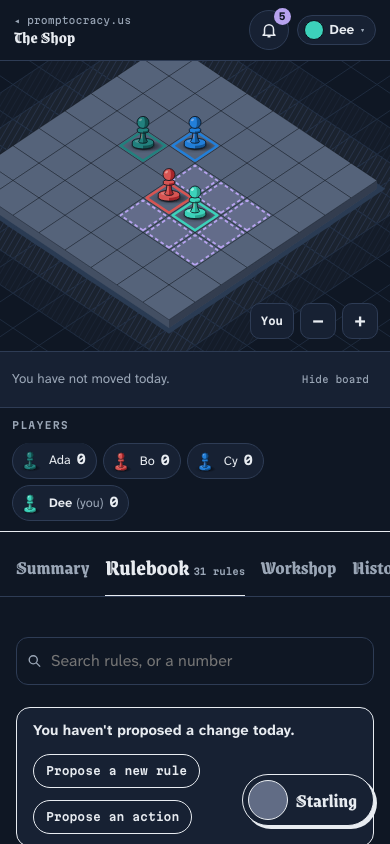 ◂ promptocracy.us
The Shop
5
Dee ▾
You
−
+
You have not moved today.
Hide board
PLAYERS
Ada 0
Bo 0
Cy 0
Dee (you) 0
Summary
Rulebook 31 rules
Workshop
Histo
Search rules, or a number
You haven't proposed a change today.
Propose a new rule
Propose an action
Starling